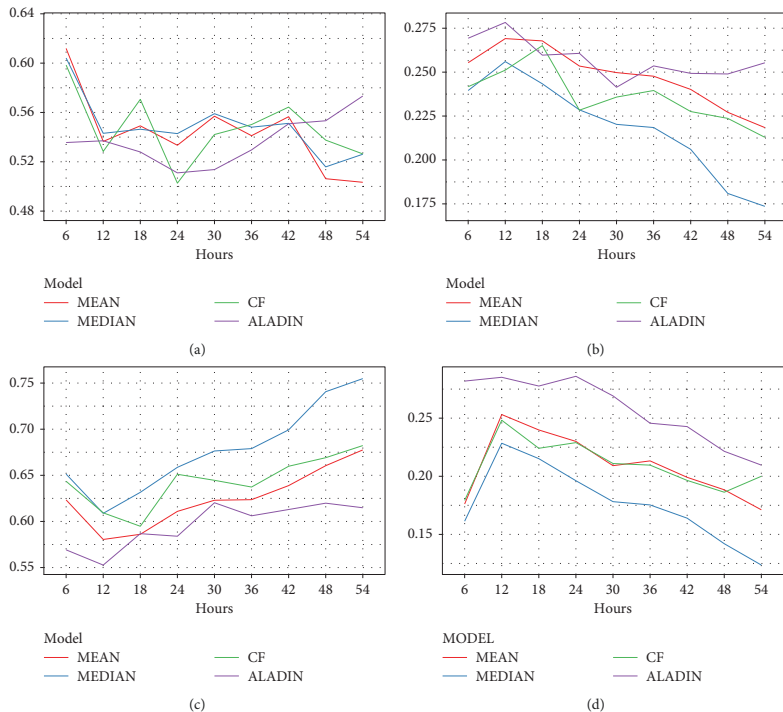 0.64
0.60
0.56
0.52
0.48
6 12 18 24 30 36 42 48 54
Hours
Model
MEAN CF
MEDIAN ALADIN
(a)
0.275
0.250
0.225
0.200
0.175
6 12 18 24 30 36 42 48 54
Hours
Model
MEAN CF
MEDIAN ALADIN
(b)
0.75
0.70
0.65
0.60
0.55
6 12 18 24 30 36 42 48 54
Hours
Model
MEAN CF
MEDIAN ALADIN
(c)
0.25
0.20
0.15
6 12 18 24 30 36 42 48 54
Hours
MODEL
MEAN CF
MEDIAN ALADIN
(d)